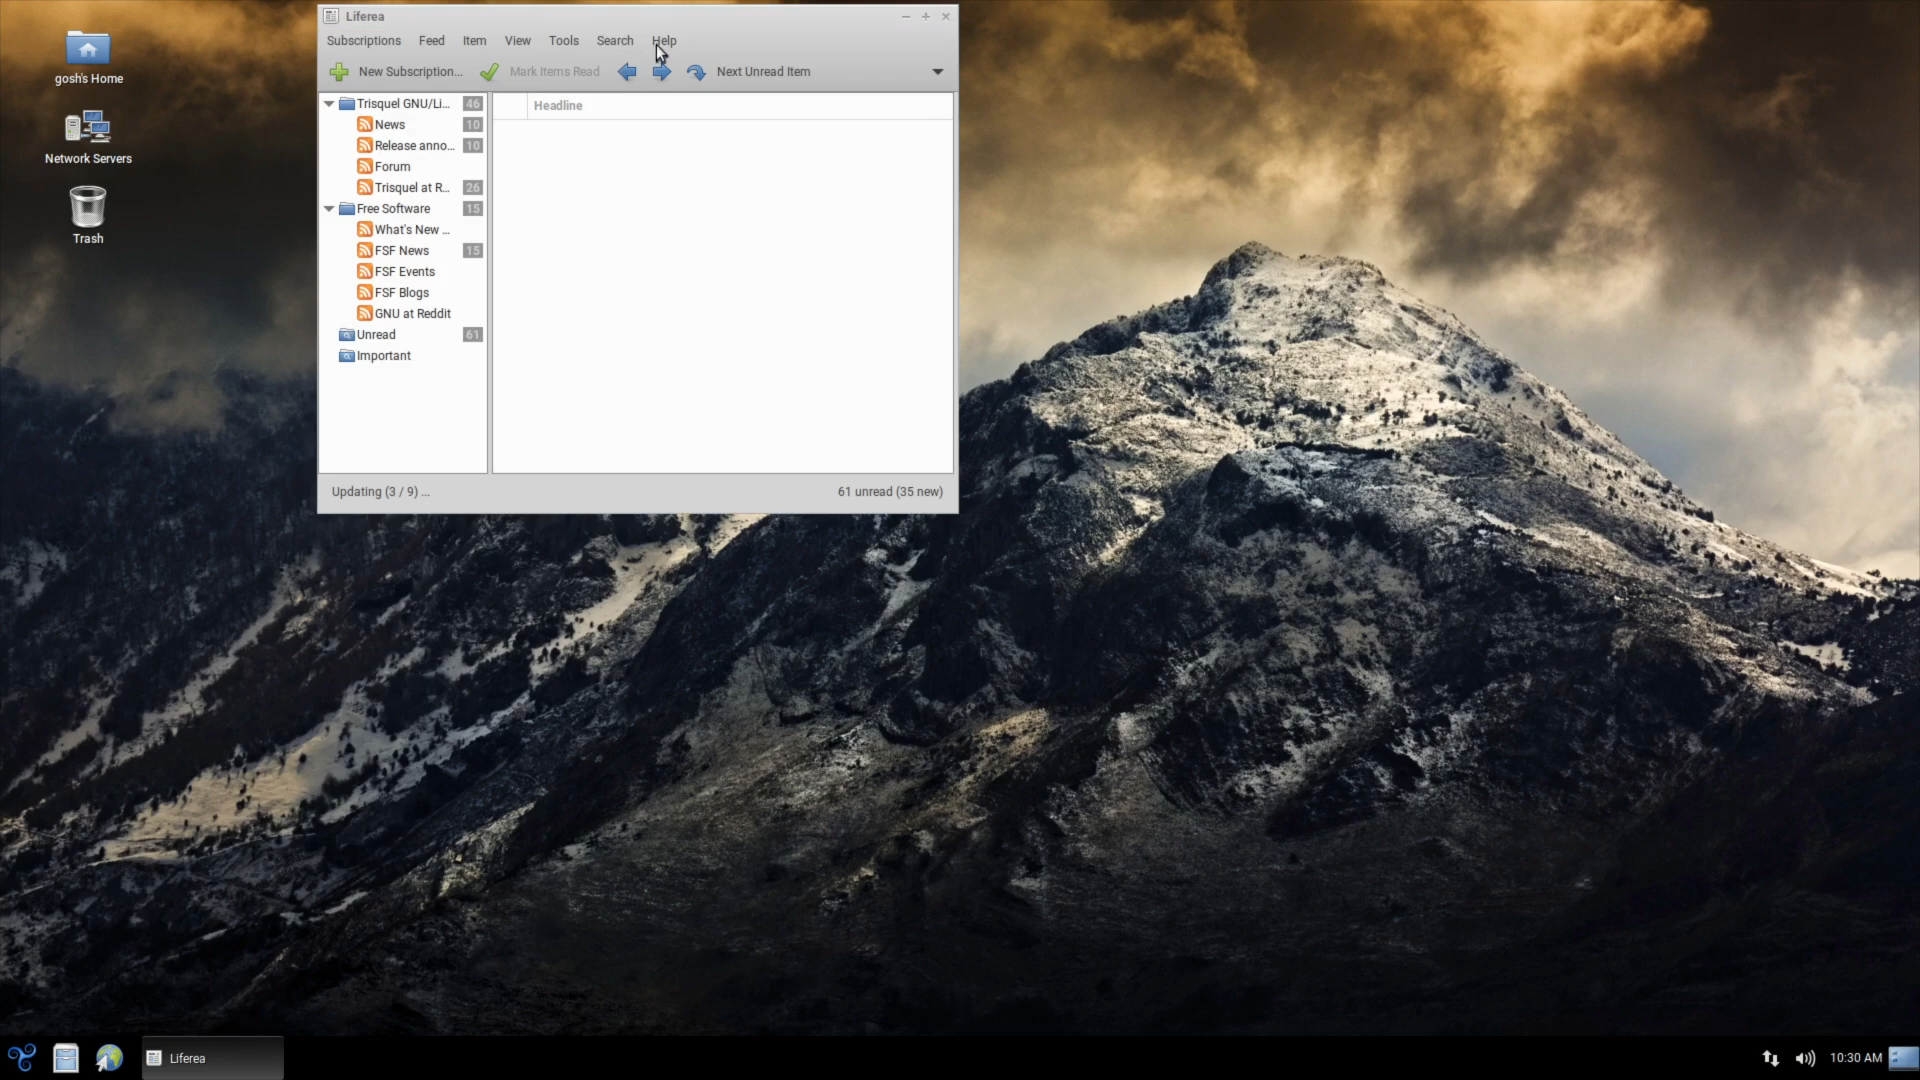 Liferea
Subscriptions Feed Item View Tools Search Help
New Subscription... Mark Items Read Next Unread Item
gosh's Home
Network Servers
Trash
Trisquel GNU/Li... 46
News 10
Release anno... 10
Forum
Trisquel at R... 26
Free Software 15
What's New ...
FSF News 15
FSF Events
FSF Blogs
GNU at Reddit
Unread 61
Important
Headline
Updating (3 / 9) ...
61 unread (35 new)
Liferea
10:30 AM